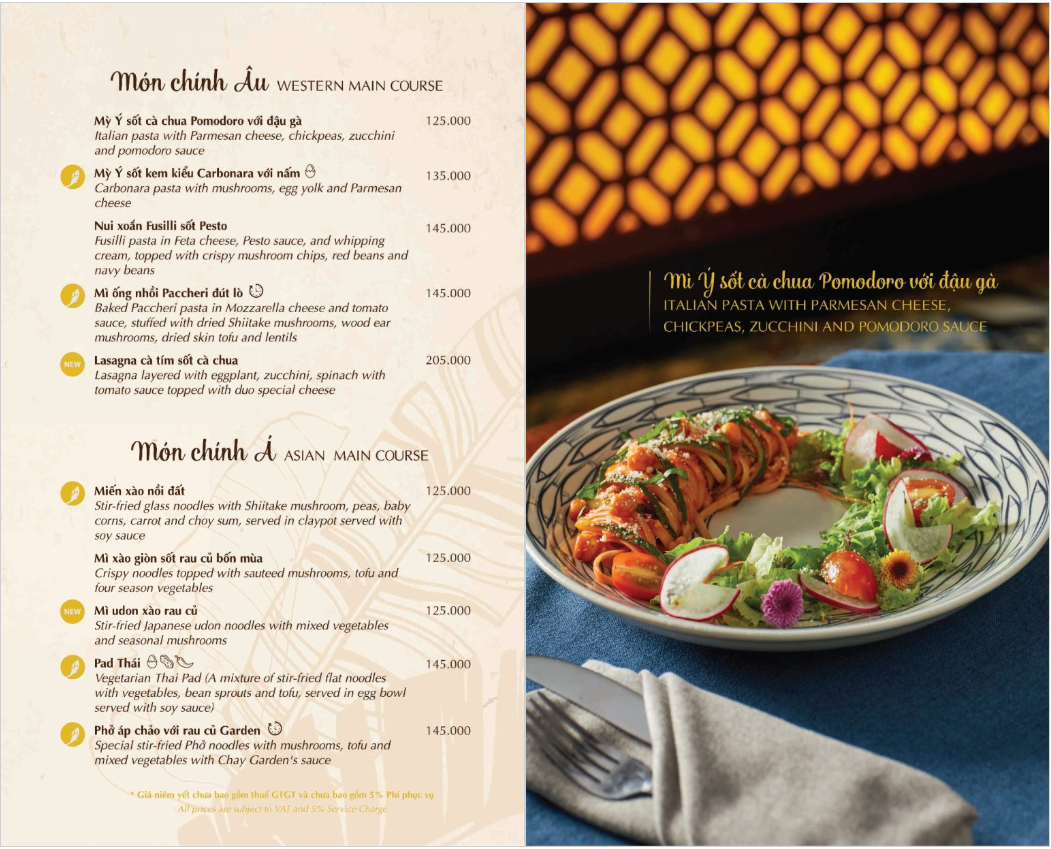 Món chính Âu WESTERN MAIN COURSE
Mỳ Ý sốt cà chua Pomodoro với đậu gà 125.000
Italian pasta with Parmesan cheese, chickpeas, zucchini
and pomodoro sauce
Mỳ Ý sốt kem kiểu Carbonara với nấm 135.000
Carbonara pasta with mushrooms, egg yolk and Parmesan
cheese
Nui xoắn Fusilli sốt Pesto 145.000
Fusilli pasta in Feta cheese, Pesto sauce, and whipping
cream, topped with crispy mushroom chips, red beans and
navy beans
Mì ống nhồi Paccheri đút lò 145.000
Baked Paccheri pasta in Mozzarella cheese and tomato
sauce, stuffed with dried Shiitake mushrooms, wood ear
mushrooms, dried skin tofu and lentils
NEW Lasagna cà tím sốt cà chua 205.000
Lasagna layered with eggplant, zucchini, spinach with
tomato sauce topped with duo special cheese
Món chính Á ASIAN MAIN COURSE
Miến xào nồi đất 125.000
Stir-fried glass noodles with Shiitake mushroom, peas, baby
corns, carrot and choy sum, served in claypot served with
soy sauce
Mì xào giòn sốt rau củ bốn mùa 125.000
Crispy noodles topped with sauteed mushrooms, tofu and
four season vegetables
NEW Mì udon xào rau củ 125.000
Stir-fried Japanese udon noodles with mixed vegetables
and seasonal mushrooms
Pad Thái 145.000
Vegetarian Thai Pad (A mixture of stir-fried flat noodles
with vegetables, bean sprouts and tofu, served in egg bowl
served with soy sauce)
Phở áp chảo với rau củ Garden 145.000
Special stir-fried Phở noodles with mushrooms, tofu and
mixed vegetables with Chay Garden's sauce
* Giá niêm yết chưa bao gồm thuế GTGT và chưa bao gồm 5% Phí phục vụ
All prices are subject to VAT and 5% Service Charge
Mì Ý sốt cà chua Pomodoro với đậu gà
ITALIAN PASTA WITH PARMESAN CHEESE,
CHICKPEAS, ZUCCHINI AND POMODORO SAUCE